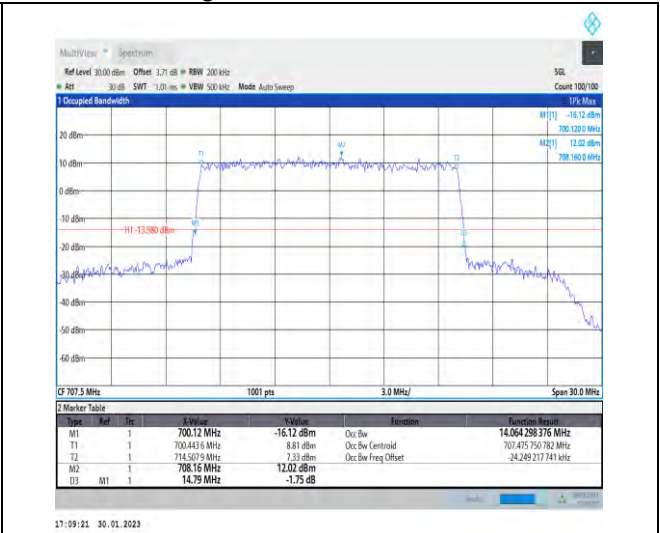 MultiView Spectrum
Ref Level 30.00 dBm Offset 3.71 dB RBW 200 kHz SGL
Att 30 dB SWT 1.01 ms VBW 500 kHz Mode Auto Sweep Count 100/100
1 Occupied Bandwidth 1Pk Max
M1[1] -16.12 dBm
700.120 0 MHz
M2[1] 12.02 dBm
708.160 0 MHz
20 dBm
M2
T1
T2
10 dBm
0 dBm
-10 dBm
M1
H1 -13.980 dBm
-20 dBm
-30 dBm
-40 dBm
-50 dBm
-60 dBm
CF 707.5 MHz 1001 pts 3.0 MHz/ Span 30.0 MHz
2 Marker Table
Type Ref Trc X-Value Y-Value Function Function Result
M1 1 700.12 MHz -16.12 dBm Occ Bw 14.064 298 376 MHz
T1 1 700.443 6 MHz 8.81 dBm Occ Bw Centroid 707.475 750 782 MHz
T2 1 714.507 9 MHz 7.33 dBm Occ Bw Freq Offset -24.249 217 741 kHz
M2 1 708.16 MHz 12.02 dBm
D3 M1 1 14.79 MHz -1.75 dB
17:09:21 30.01.2023